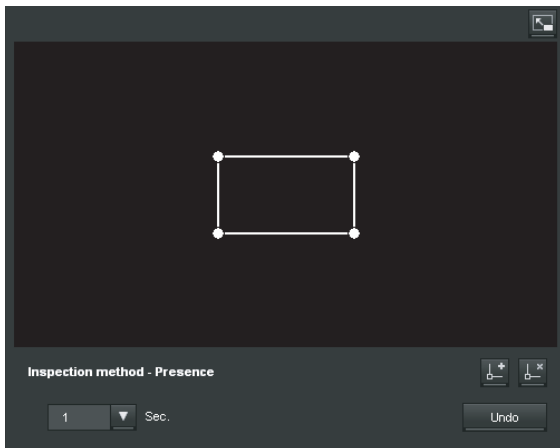 Inspection method - Presence
1 Sec.
Undo